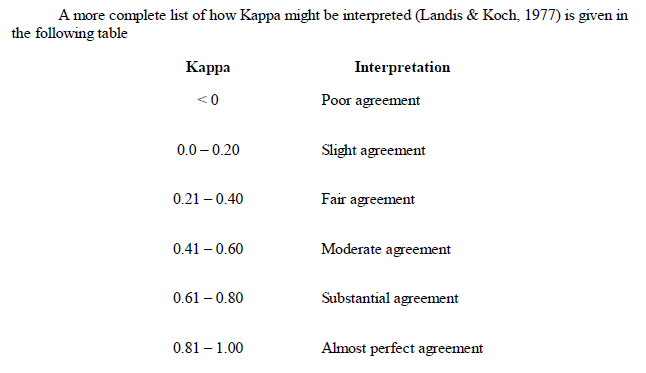 A more complete list of how Kappa might be interpreted (Landis & Koch, 1977) is given in
the following table
Kappa Interpretation
< 0 Poor agreement
0.0 – 0.20 Slight agreement
0.21 – 0.40 Fair agreement
0.41 – 0.60 Moderate agreement
0.61 – 0.80 Substantial agreement
0.81 – 1.00 Almost perfect agreement